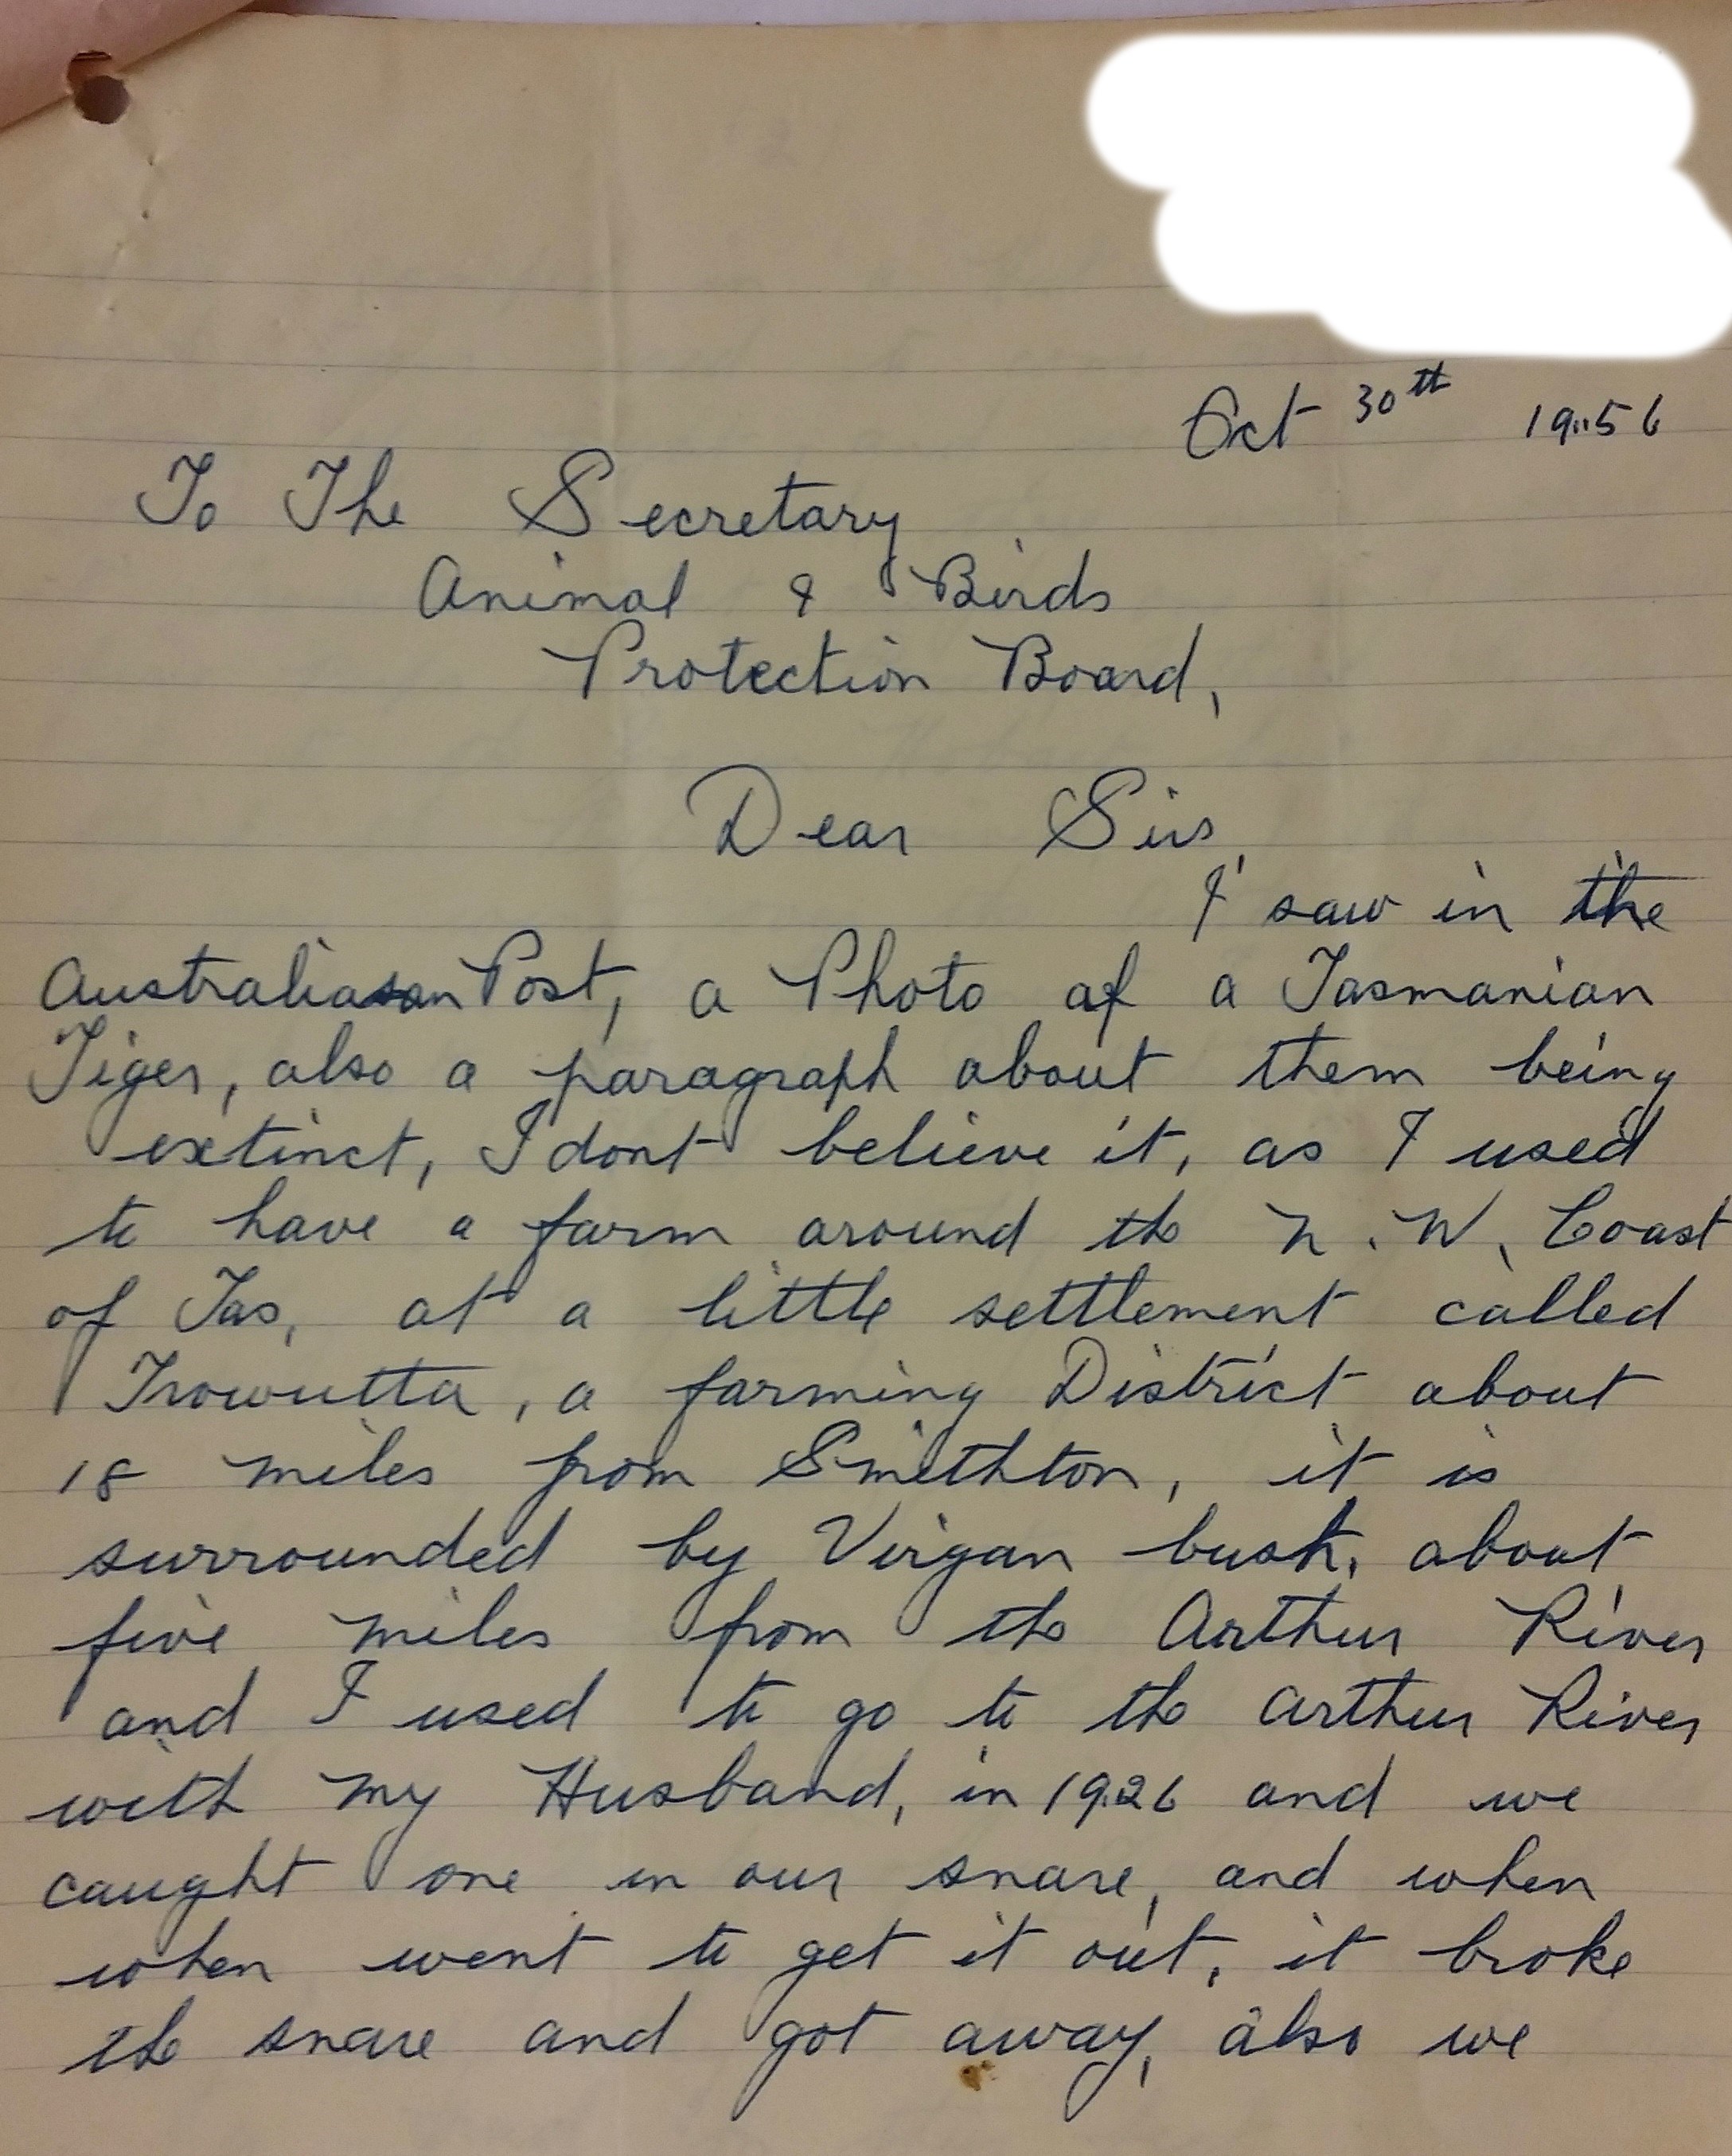 Oct 30th 19..56
To The Secretary
Animal & Birds
Protection Board,
Dear Sirs,
I saw in the
Australiasan Post, a Photo of a Tasmanian
Tiger, also a paragraph about them being
extinct, I dont believe it, as I used
to have a farm around the N. W. Coast
of Tas, at a little settlement called
Trowutta, a farming District about
18 miles from Smithton, it is
surrounded by Virgan bush, about
five miles from the Arthur River
and I used to go to the Arthur River
with my Husband, in 19.26 and we
caught one in our snare, and when
when went to get it out, it broke
the snare and got away, also we